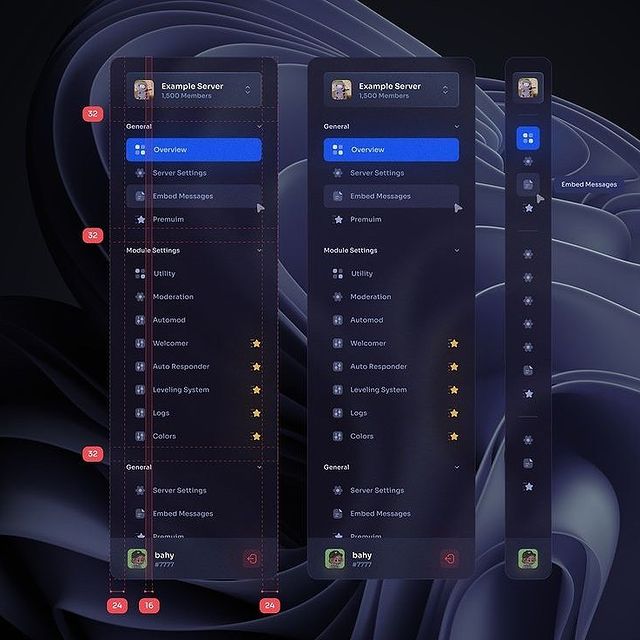 Example Server
1,500 Members
32
General
Overview
Server Settings
Embed Messages
Premuim
32
Module Settings
Utility
Moderation
Automod
Welcomer
Auto Responder
Leveling System
Logs
Colors
32
General
Server Settings
Embed Messages
Premuim
bahy
#7777
24
16
24
Example Server
1,500 Members
General
Overview
Server Settings
Embed Messages
Premuim
Module Settings
Utility
Moderation
Automod
Welcomer
Auto Responder
Leveling System
Logs
Colors
General
Server Settings
Embed Messages
Premuim
bahy
#7777
Embed Messages